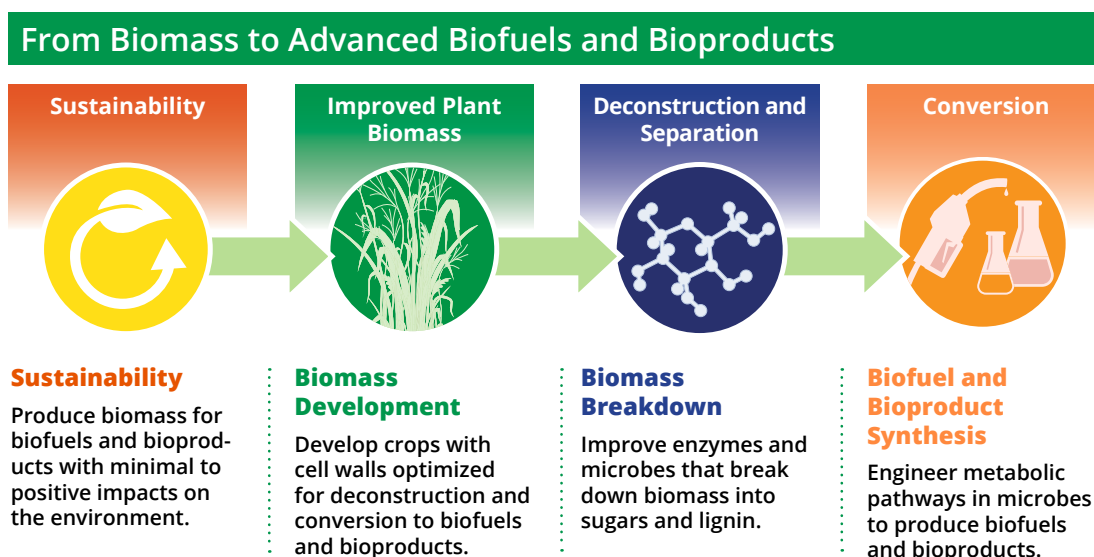 From Biomass to Advanced Biofuels and Bioproducts
Sustainability
Improved Plant
Biomass
Deconstruction and
Separation
Conversion
Sustainability
Produce biomass for
biofuels and bioprod-
ucts with minimal to
positive impacts on
the environment.
Biomass
Development
Develop crops with
cell walls optimized
for deconstruction and
conversion to biofuels
and bioproducts.
Biomass
Breakdown
Improve enzymes and
microbes that break
down biomass into
sugars and lignin.
Biofuel and
Bioproduct
Synthesis
Engineer metabolic
pathways in microbes
to produce biofuels
and bioproducts.